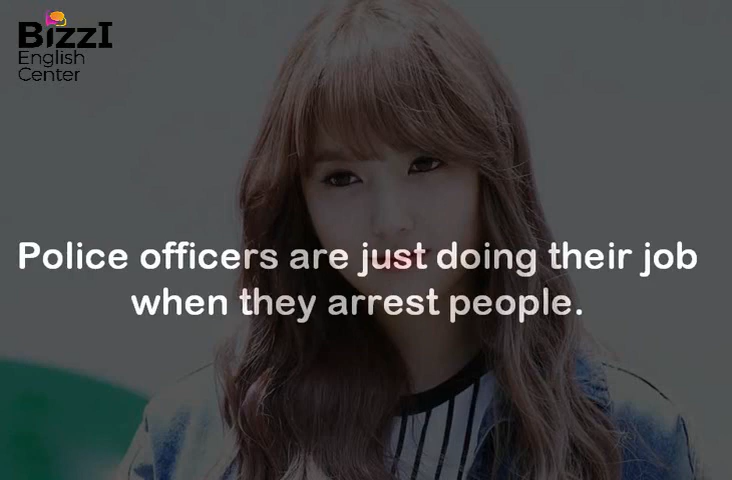 BizzI
English
Center
Police officers are just doing their job
when they arrest people.